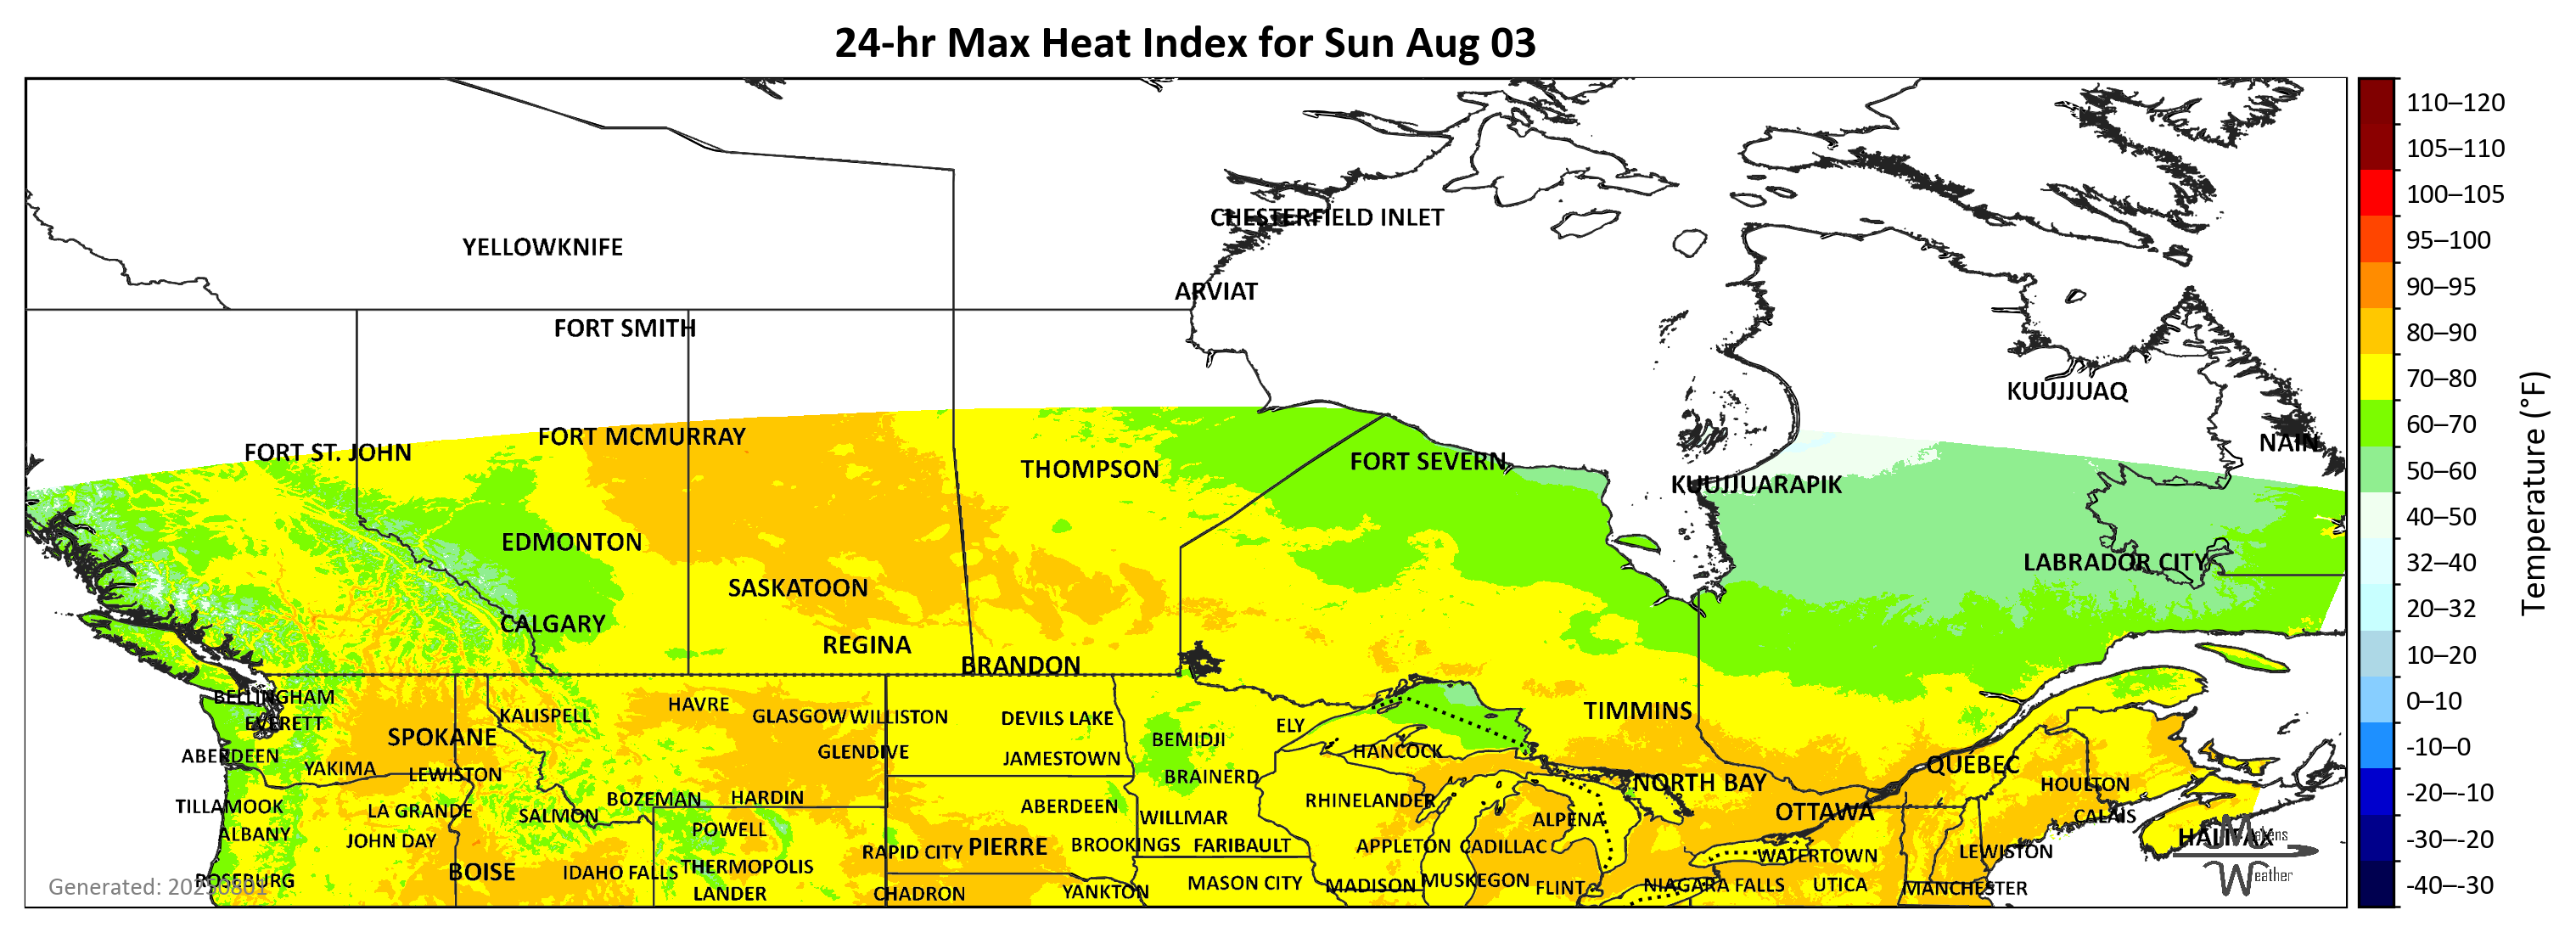 24-hr Max Heat Index for Sun Aug 03
CHESTERFIELD INLET
YELLOWKNIFE
ARVIAT
FORT SMITH
KUUJJUAQ
FORT MCMURRAY
NAIN
FORT ST. JOHN
FORT SEVERN
THOMPSON
KUUJJUARAPIK
EDMONTON
LABRADOR CITY
SASKATOON
CALGARY
REGINA
BRANDON
BELLINGHAM
HAVRE
TIMMINS
KALISPELL
GLASGOW WILLISTON
DEVILS LAKE
EVERETT
ELY
SPOKANE
BEMIDJI
GLENDIVE
HANCOCK
ABERDEEN
JAMESTOWN
QUÉBEC
YAKIMA
LEWISTON
BRAINERD
NORTH BAY
HOULTON
BOZEMAN
HARDIN
RHINELANDER
TILLAMOOK
ABERDEEN
LA GRANDE
OTTAWA
SALMON
WILLMAR
CALAIS
ALPENA
POWELL
ALBANY
HALIFAX
JOHN DAY
BROOKINGS
FARIBAULT
APPLETON
CADILLAC
PIERRE
RAPID CITY
LEWISTON
WATERTOWN
THERMOPOLIS
IDAHO FALLS
BOISE
ROSEBURG
MUSKEGON
MASON CITY
MADISON
FLINT
NIAGARA FALLS
UTICA
MANCHESTER
LANDER
CHADRON
YANKTON
Generated: 20250801
Makens
Weather
110–120
105–110
100–105
95–100
90–95
80–90
70–80
60–70
50–60
40–50
32–40
20–32
10–20
0–10
-10–0
-20–-10
-30–-20
-40–-30
Temperature (°F)